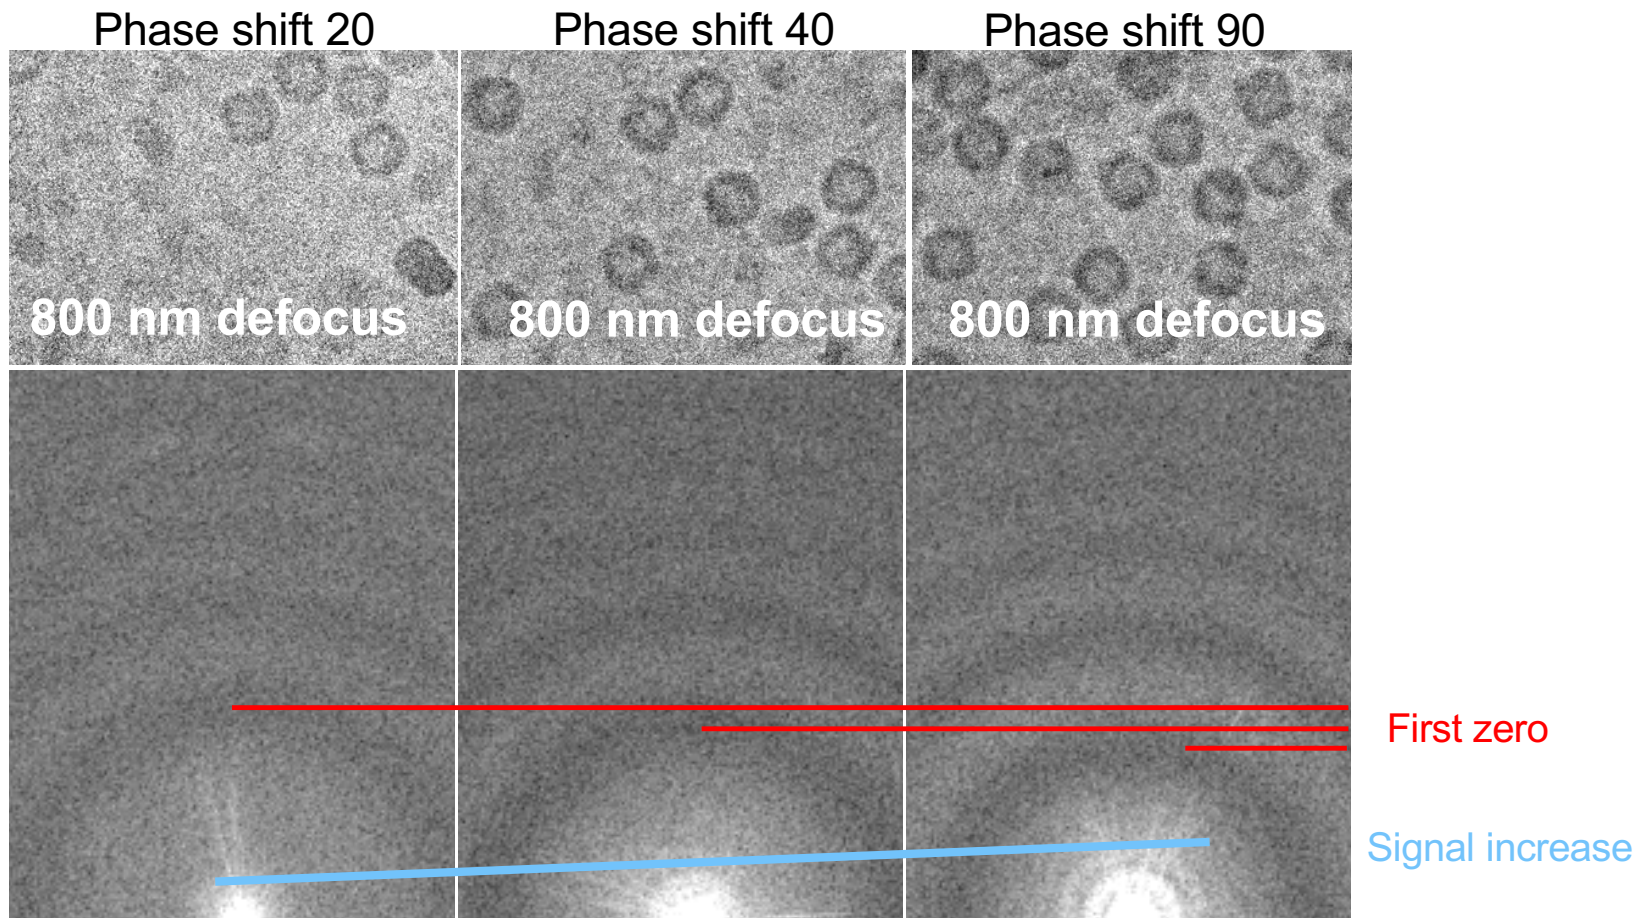 Phase shift 20
Phase shift 40
Phase shift 90
800 nm defocus
800 nm defocus
800 nm defocus
First zero
Signal increase